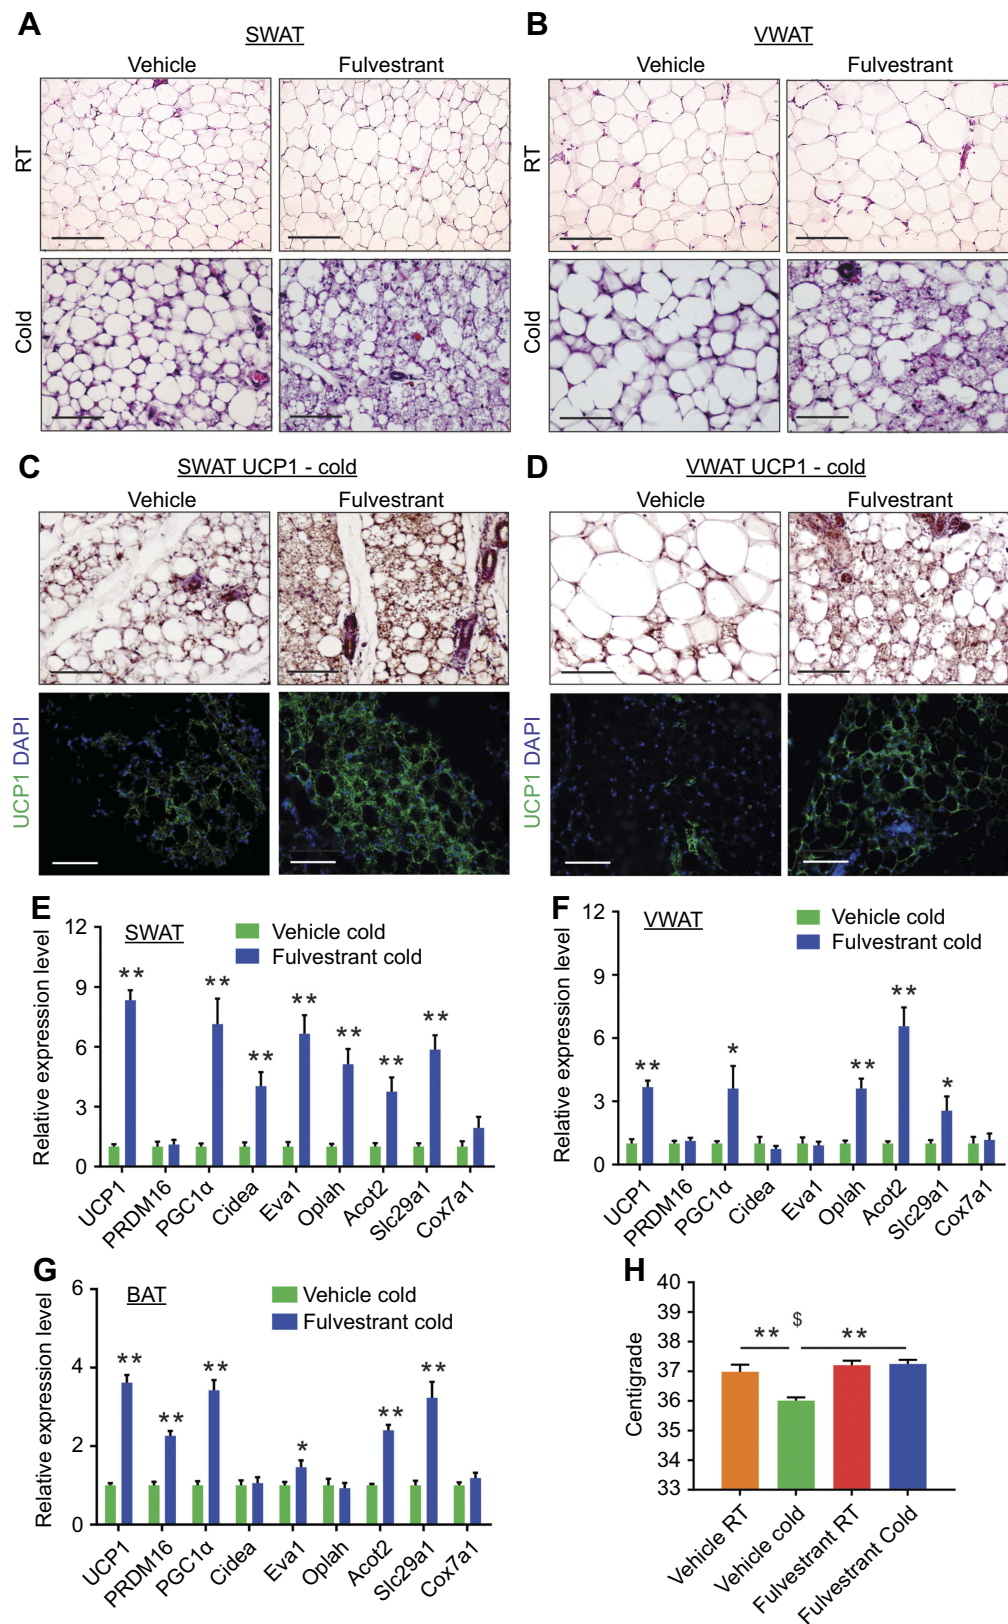 A
SWAT
Vehicle Fulvestrant
RT
Cold
B
VWAT
Vehicle Fulvestrant
RT
Cold
C
SWAT UCP1 - cold
Vehicle Fulvestrant
UCP1 DAPI
D
VWAT UCP1 - cold
Vehicle Fulvestrant
UCP1 DAPI
E
SWAT
Vehicle cold
Fulvestrant cold
Relative expression level
12
9
6
3
0
** ** ** ** ** ** **
UCP1 PRDM16 PGC1α Cidea Eva1 Oplah Acot2 Slc29a1 Cox7a1
F
VWAT
Vehicle cold
Fulvestrant cold
Relative expression level
12
9
6
3
0
** * ** ** *
UCP1 PRDM16 PGC1α Cidea Eva1 Oplah Acot2 Slc29a1 Cox7a1
G
BAT
Vehicle cold
Fulvestrant cold
Relative expression level
6
4
2
0
** ** ** * ** **
UCP1 PRDM16 PGC1α Cidea Eva1 Oplah Acot2 Slc29a1 Cox7a1
H
Centigrade
40
39
38
37
36
35
34
33
** $ **
Vehicle RT Vehicle cold Fulvestrant RT Fulvestrant Cold